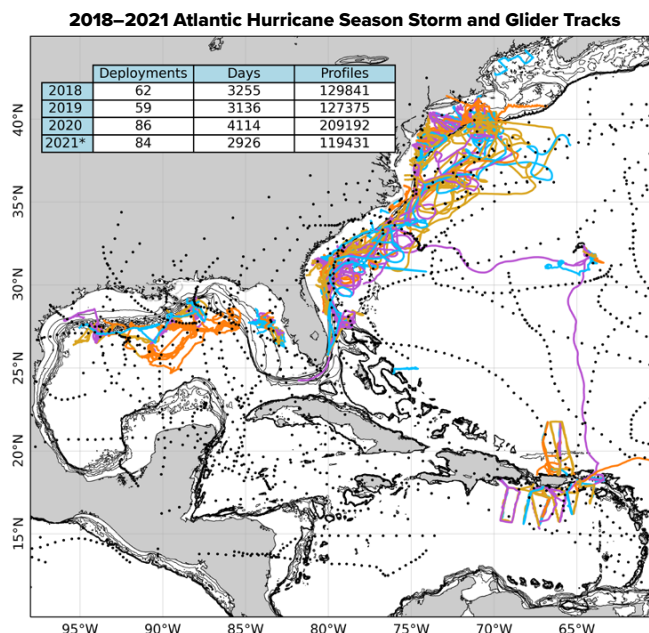 2018–2021 Atlantic Hurricane Season Storm and Glider Tracks
Deployments Days Profiles
2018 62 3255 129841
2019 59 3136 127375
2020 86 4114 209192
2021* 84 2926 119431
40°N
35°N
30°N
25°N
20°N
15°N
95°W 90°W 85°W 80°W 75°W 70°W 65°W